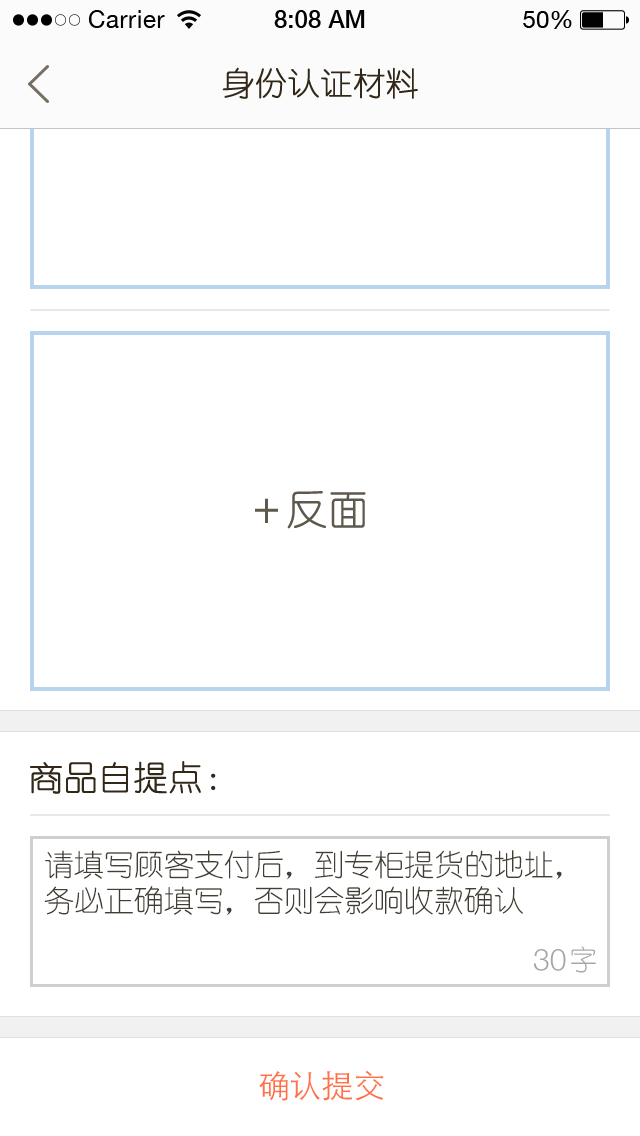 Carrier 8:08 AM 50%
身份认证材料
+反面
商品自提点：
请填写顾客支付后，到专柜提货的地址，
务必正确填写，否则会影响收款确认
30字
确认提交